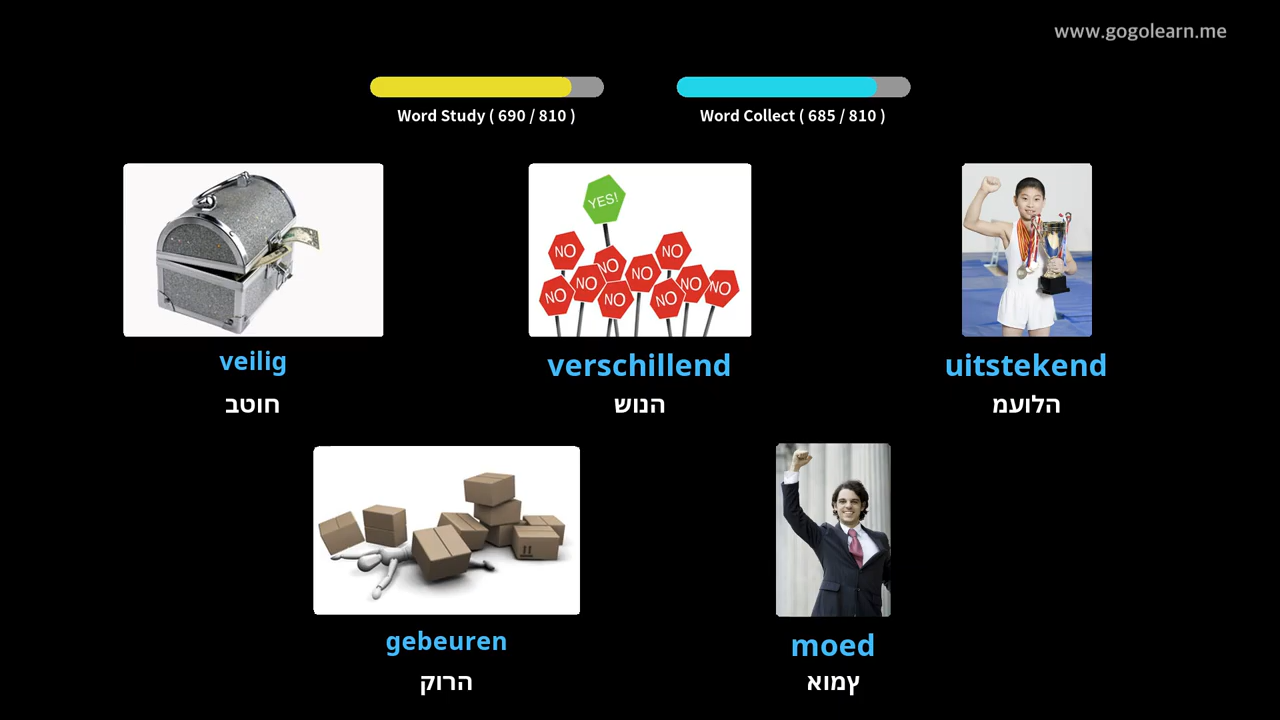 www.gogolearn.me
Word Study ( 690 / 810 )
Word Collect ( 685 / 810 )
YES!
NO
NO
NO
NO
NO
NO
NO
NO
NO
NO
veilig
verschillend
uitstekend
חוטב
הנוש
הלועמ
gebeuren
moed
הרוק
ץמוא